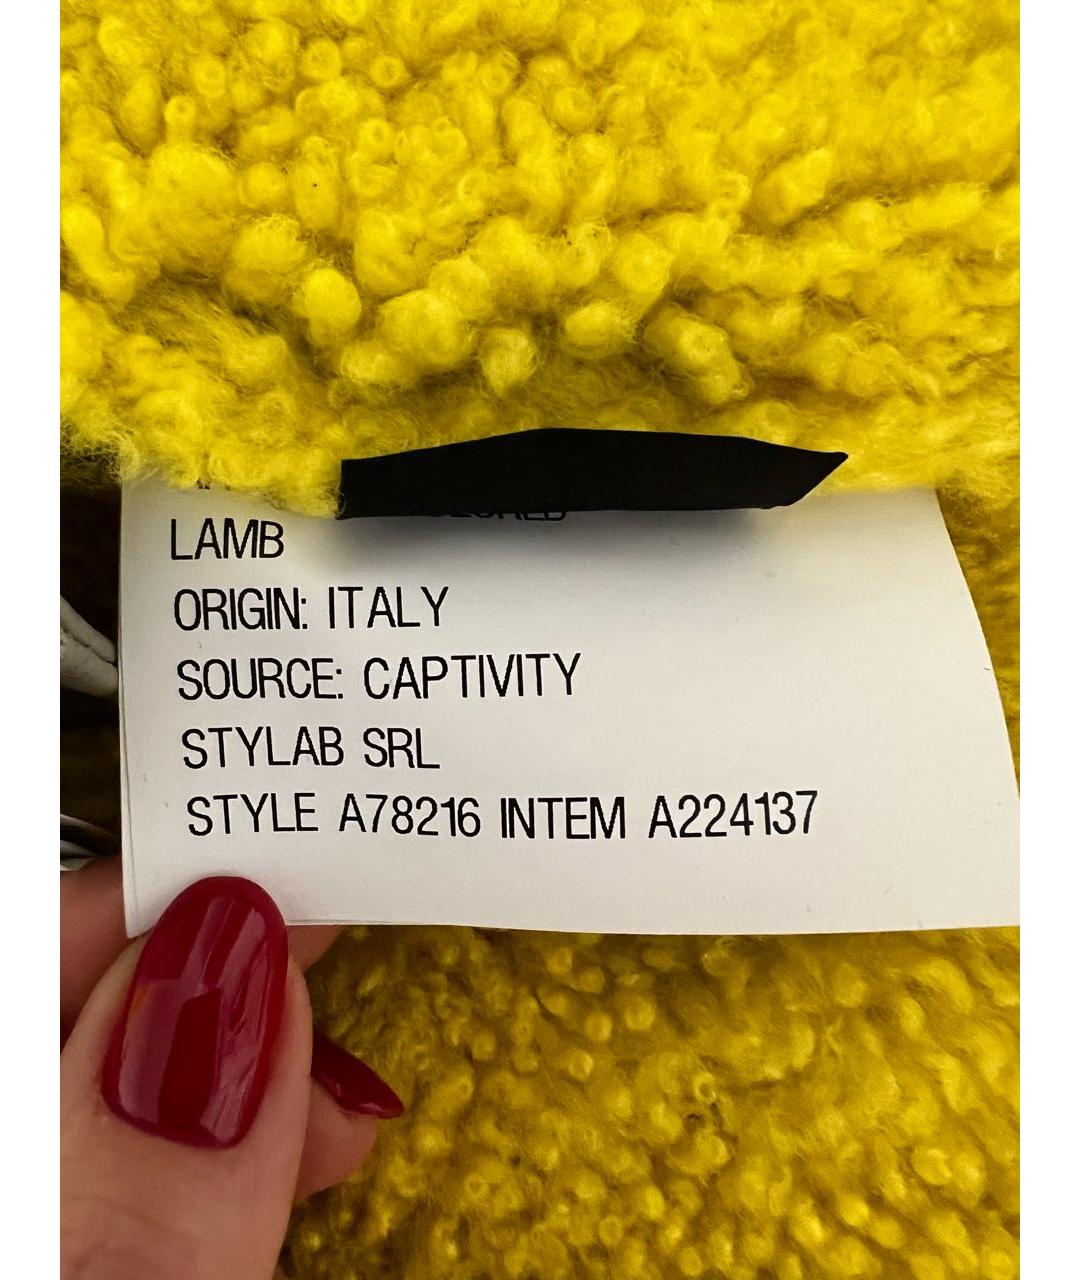 LAMB
ORIGIN: ITALY
SOURCE: CAPTIVITY
STYLAB SRL
STYLE A78216 INTEM A224137